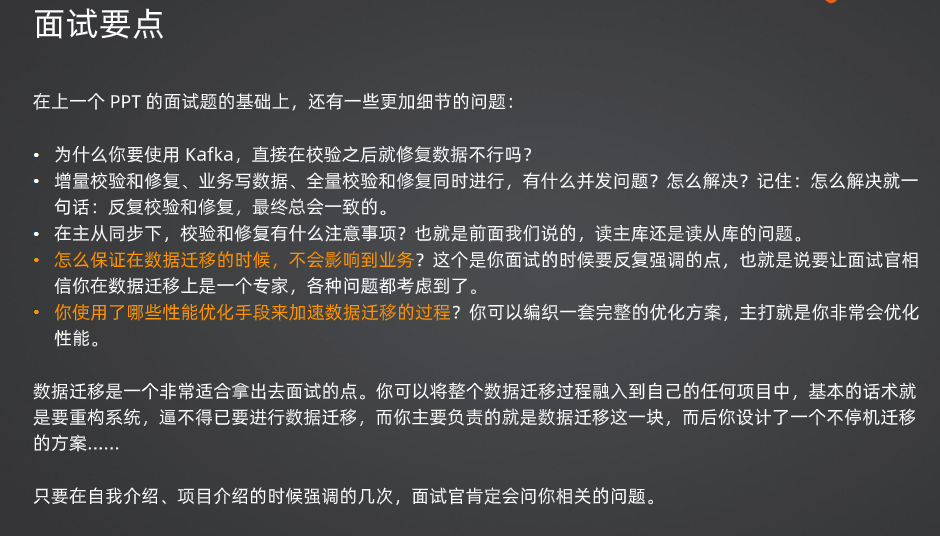 面试要点
在上一个 PPT 的面试题的基础上，还有一些更加细节的问题：
• 为什么你要使用 Kafka，直接在校验之后就修复数据不行吗？
• 增量校验和修复、业务写数据、全量校验和修复同时进行，有什么并发问题？怎么解决？记住：怎么解决就一
句话：反复校验和修复，最终总会一致的。
• 在主从同步下，校验和修复有什么注意事项？也就是前面我们说的，读主库还是读从库的问题。
• 怎么保证在数据迁移的时候，不会影响到业务？这个是你面试的时候要反复强调的点，也就是说要让面试官相
信你在数据迁移上是一个专家，各种问题都考虑到了。
• 你使用了哪些性能优化手段来加速数据迁移的过程？你可以编织一套完整的优化方案，主打就是你非常会优化
性能。
数据迁移是一个非常适合拿出去面试的点。你可以将整个数据迁移过程融入到自己的任何项目中，基本的话术就
是要重构系统，逼不得已要进行数据迁移，而你主要负责的就是数据迁移这一块，而后你设计了一个不停机迁移
的方案……
只要在自我介绍、项目介绍的时候强调的几次，面试官肯定会问你相关的问题。